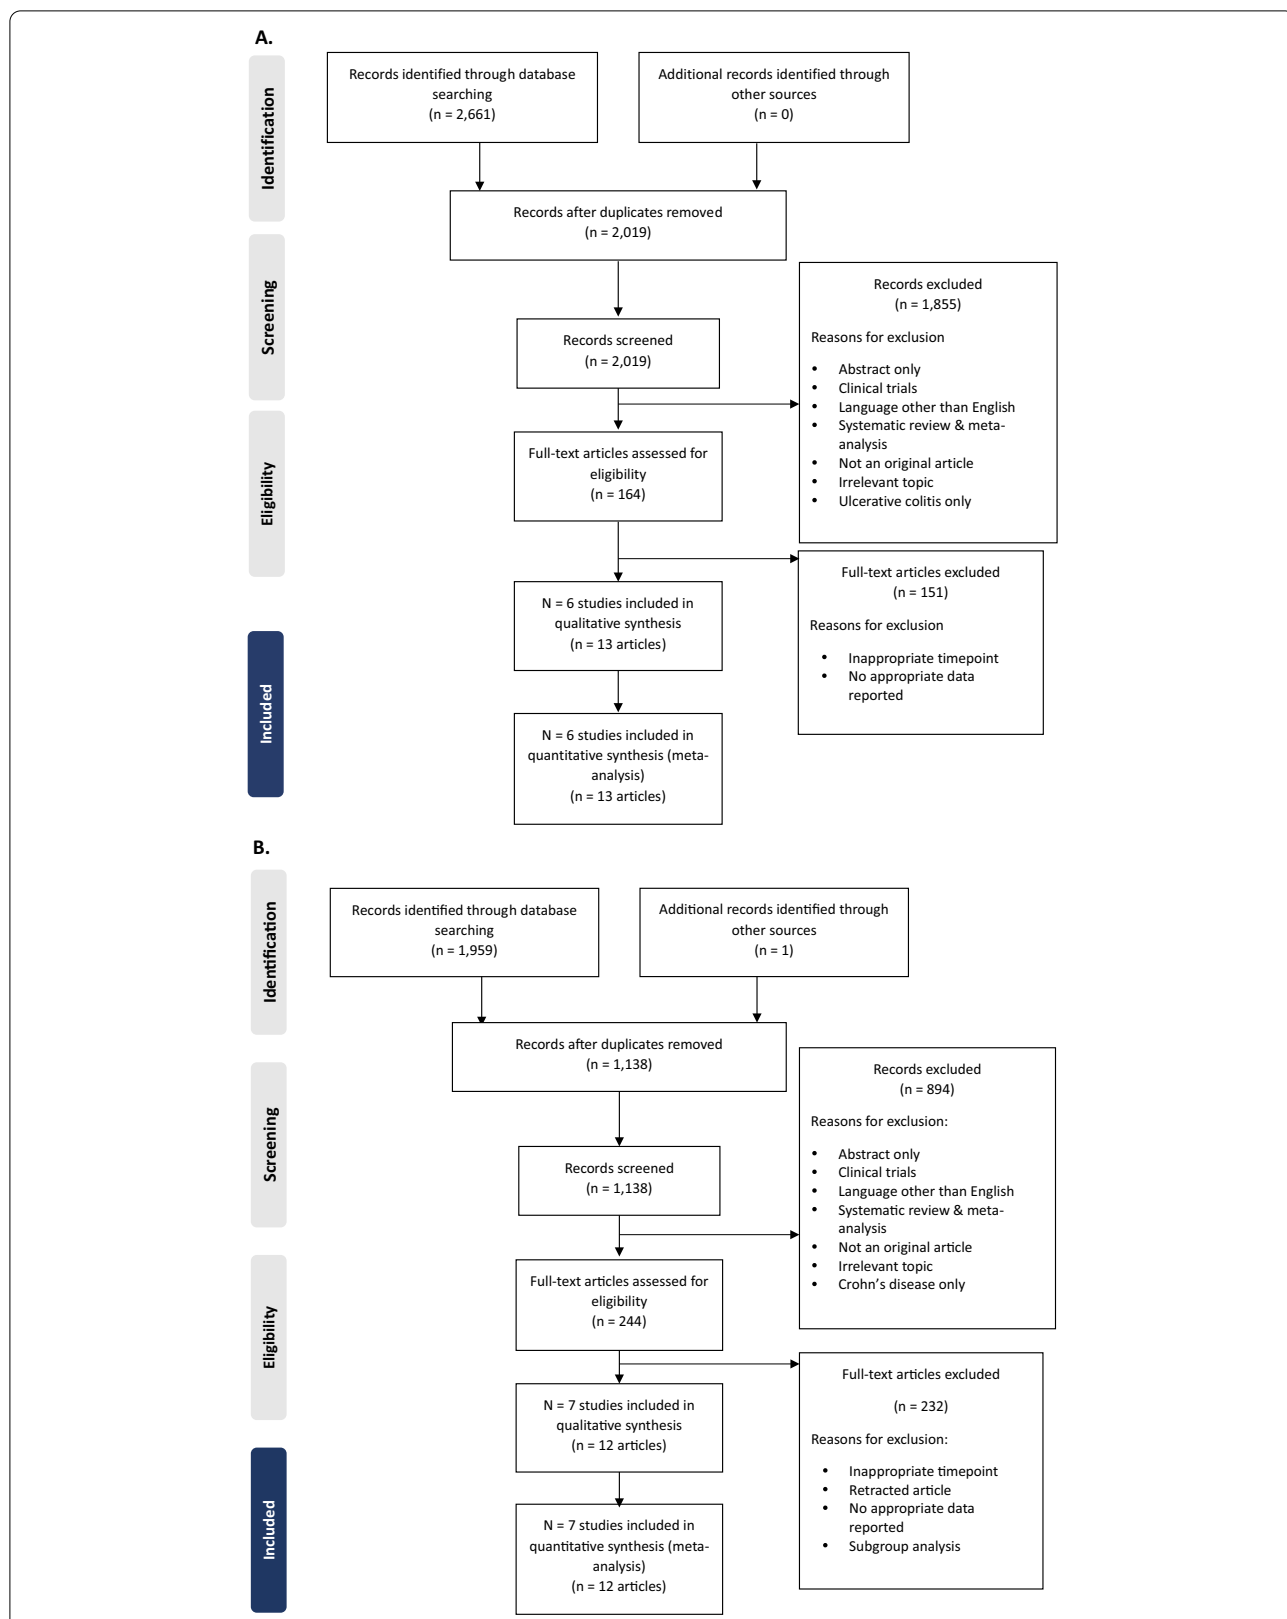 A.
Identification
Records identified through database
searching
(n = 2,661)
Additional records identified through
other sources
(n = 0)
Records after duplicates removed
(n = 2,019)
Screening
Records screened
(n = 2,019)
Records excluded
(n = 1,855)
Reasons for exclusion
• Abstract only
• Clinical trials
• Language other than English
• Systematic review & meta-
analysis
• Not an original article
• Irrelevant topic
• Ulcerative colitis only
Eligibility
Full-text articles assessed for
eligibility
(n = 164)
Full-text articles excluded
(n = 151)
Reasons for exclusion
• Inappropriate timepoint
• No appropriate data
reported
Included
N = 6 studies included in
qualitative synthesis
(n = 13 articles)
N = 6 studies included in
quantitative synthesis (meta-
analysis)
(n = 13 articles)
B.
Identification
Records identified through database
searching
(n = 1,959)
Additional records identified through
other sources
(n = 1)
Records after duplicates removed
(n = 1,138)
Screening
Records screened
(n = 1,138)
Records excluded
(n = 894)
Reasons for exclusion:
• Abstract only
• Clinical trials
• Language other than English
• Systematic review & meta-
analysis
• Not an original article
• Irrelevant topic
• Crohn’s disease only
Eligibility
Full-text articles assessed for
eligibility
(n = 244)
Full-text articles excluded
(n = 232)
Reasons for exclusion:
• Inappropriate timepoint
• Retracted article
• No appropriate data
reported
• Subgroup analysis
Included
N = 7 studies included in
qualitative synthesis
(n = 12 articles)
N = 7 studies included in
quantitative synthesis (meta-
analysis)
(n = 12 articles)